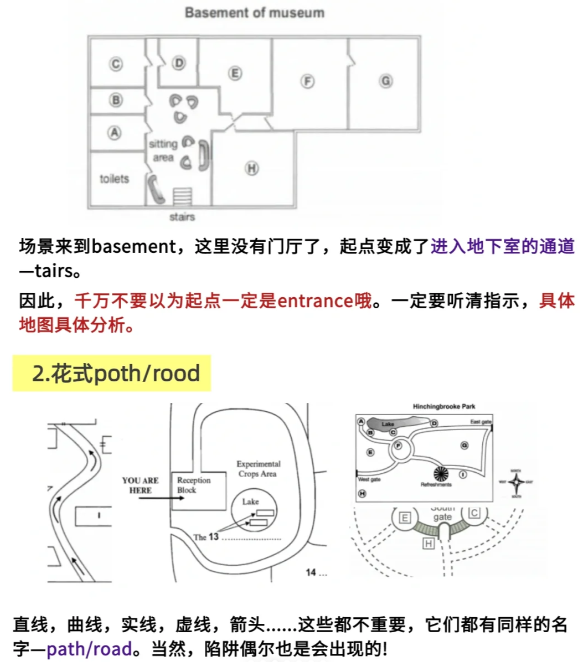 Basement of museum
C
D
E
F
G
B
A
sitting
area
H
toilets
stairs
场景来到basement，这里没有门厅了，起点变成了进入地下室的通道
—tairs。
因此，千万不要以为起点一定是entrance哦。一定要听清指示，具体
地图具体分析。
2.花式poth/rood
Hinchingbrooke Park
A
Lake
D
East gate
B
C
F
E
G
West gate
I
Refreshments
H
Experimental
Crops Area
YOU ARE
HERE
Reception
Block
Lake
The 13
14 ...
I
South
gate
E
C
H
直线，曲线，实线，虚线，箭头......这些都不重要，它们都有同样的名
字—path/road。当然，陷阱偶尔也是会出现的!